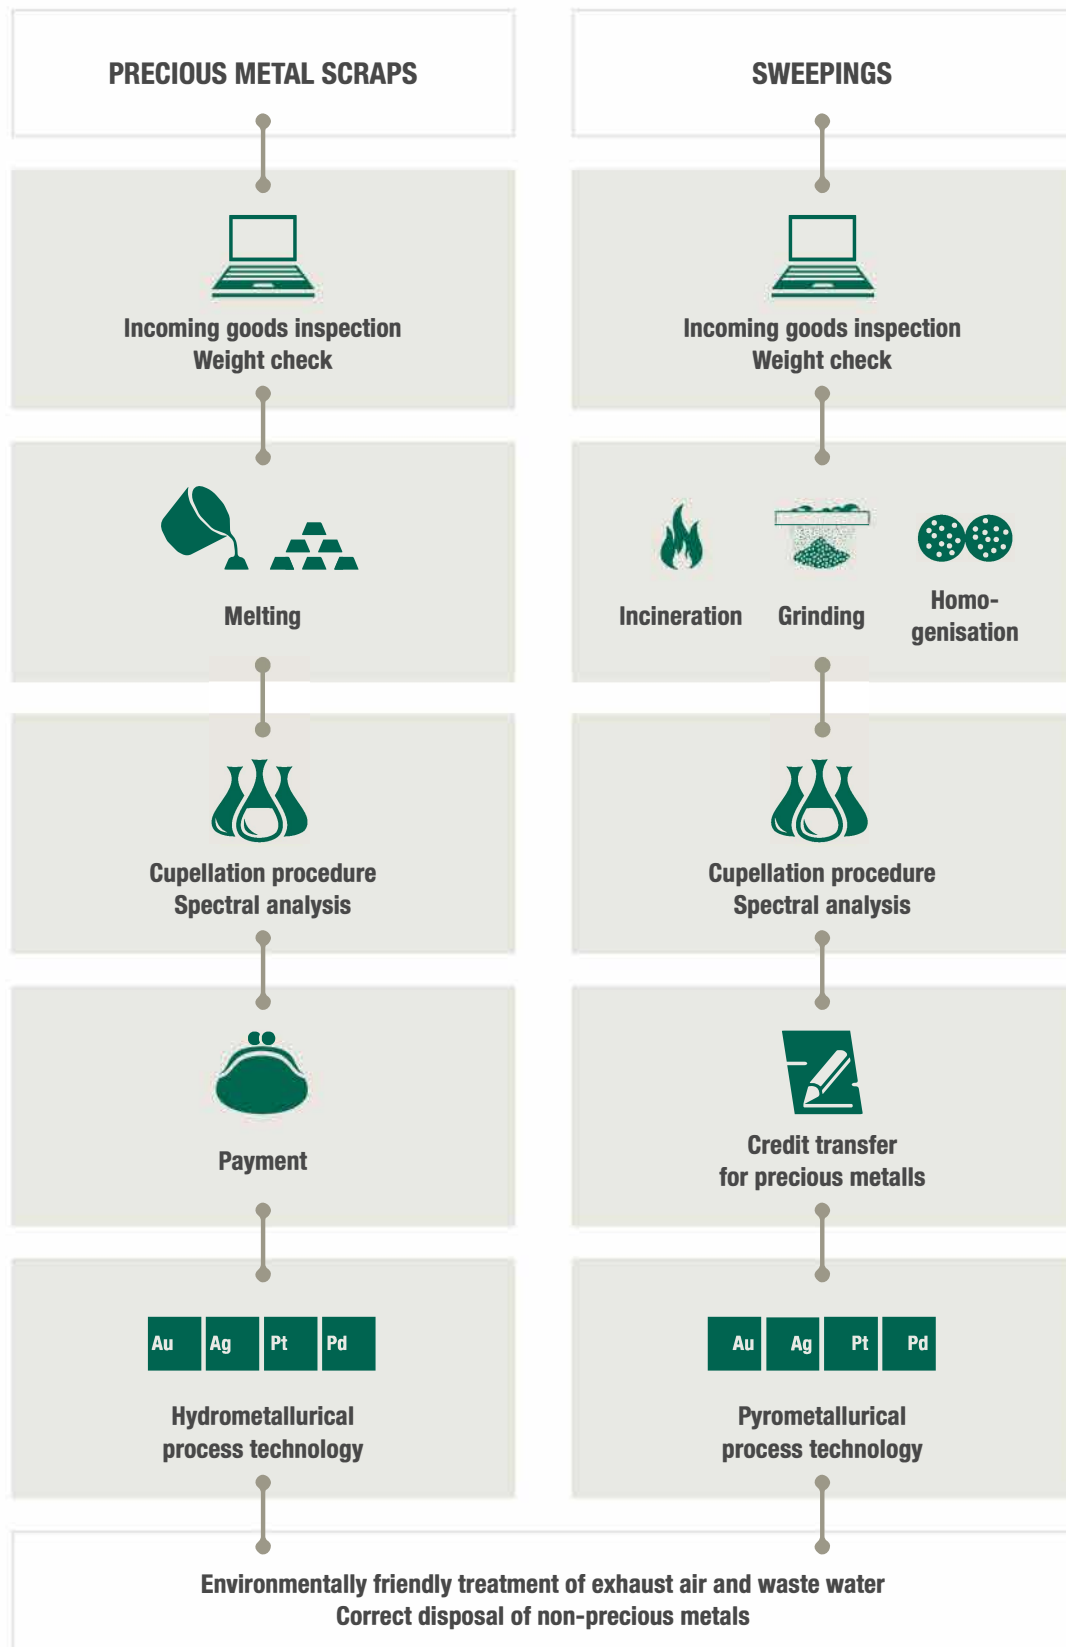 PRECIOUS METAL SCRAPS
SWEEPINGS
Incoming goods inspection
Weight check
Incoming goods inspection
Weight check
Melting
Incineration
Grinding
Homo-
genisation
Cupellation procedure
Spectral analysis
Cupellation procedure
Spectral analysis
Payment
Credit transfer
for precious metalls
Au Ag Pt Pd
Au Ag Pt Pd
Hydrometallurical
process technology
Pyrometallurical
process technology
Environmentally friendly treatment of exhaust air and waste water
Correct disposal of non-precious metals